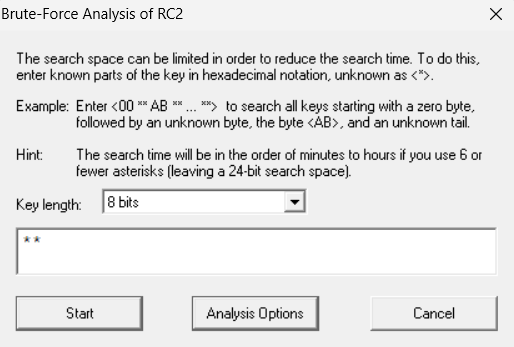 Brute-Force Analysis of RC2
The search space can be limited in order to reduce the search time. To do this,
enter known parts of the key in hexadecimal notation, unknown as <*>.
Example: Enter <00 ** AB ** ... **> to search all keys starting with a zero byte,
followed by an unknown byte, the byte <AB>, and an unknown tail.
Hint: The search time will be in the order of minutes to hours if you use 6 or
fewer asterisks (leaving a 24-bit search space).
Key length: 8 bits
**
Start Analysis Options Cancel